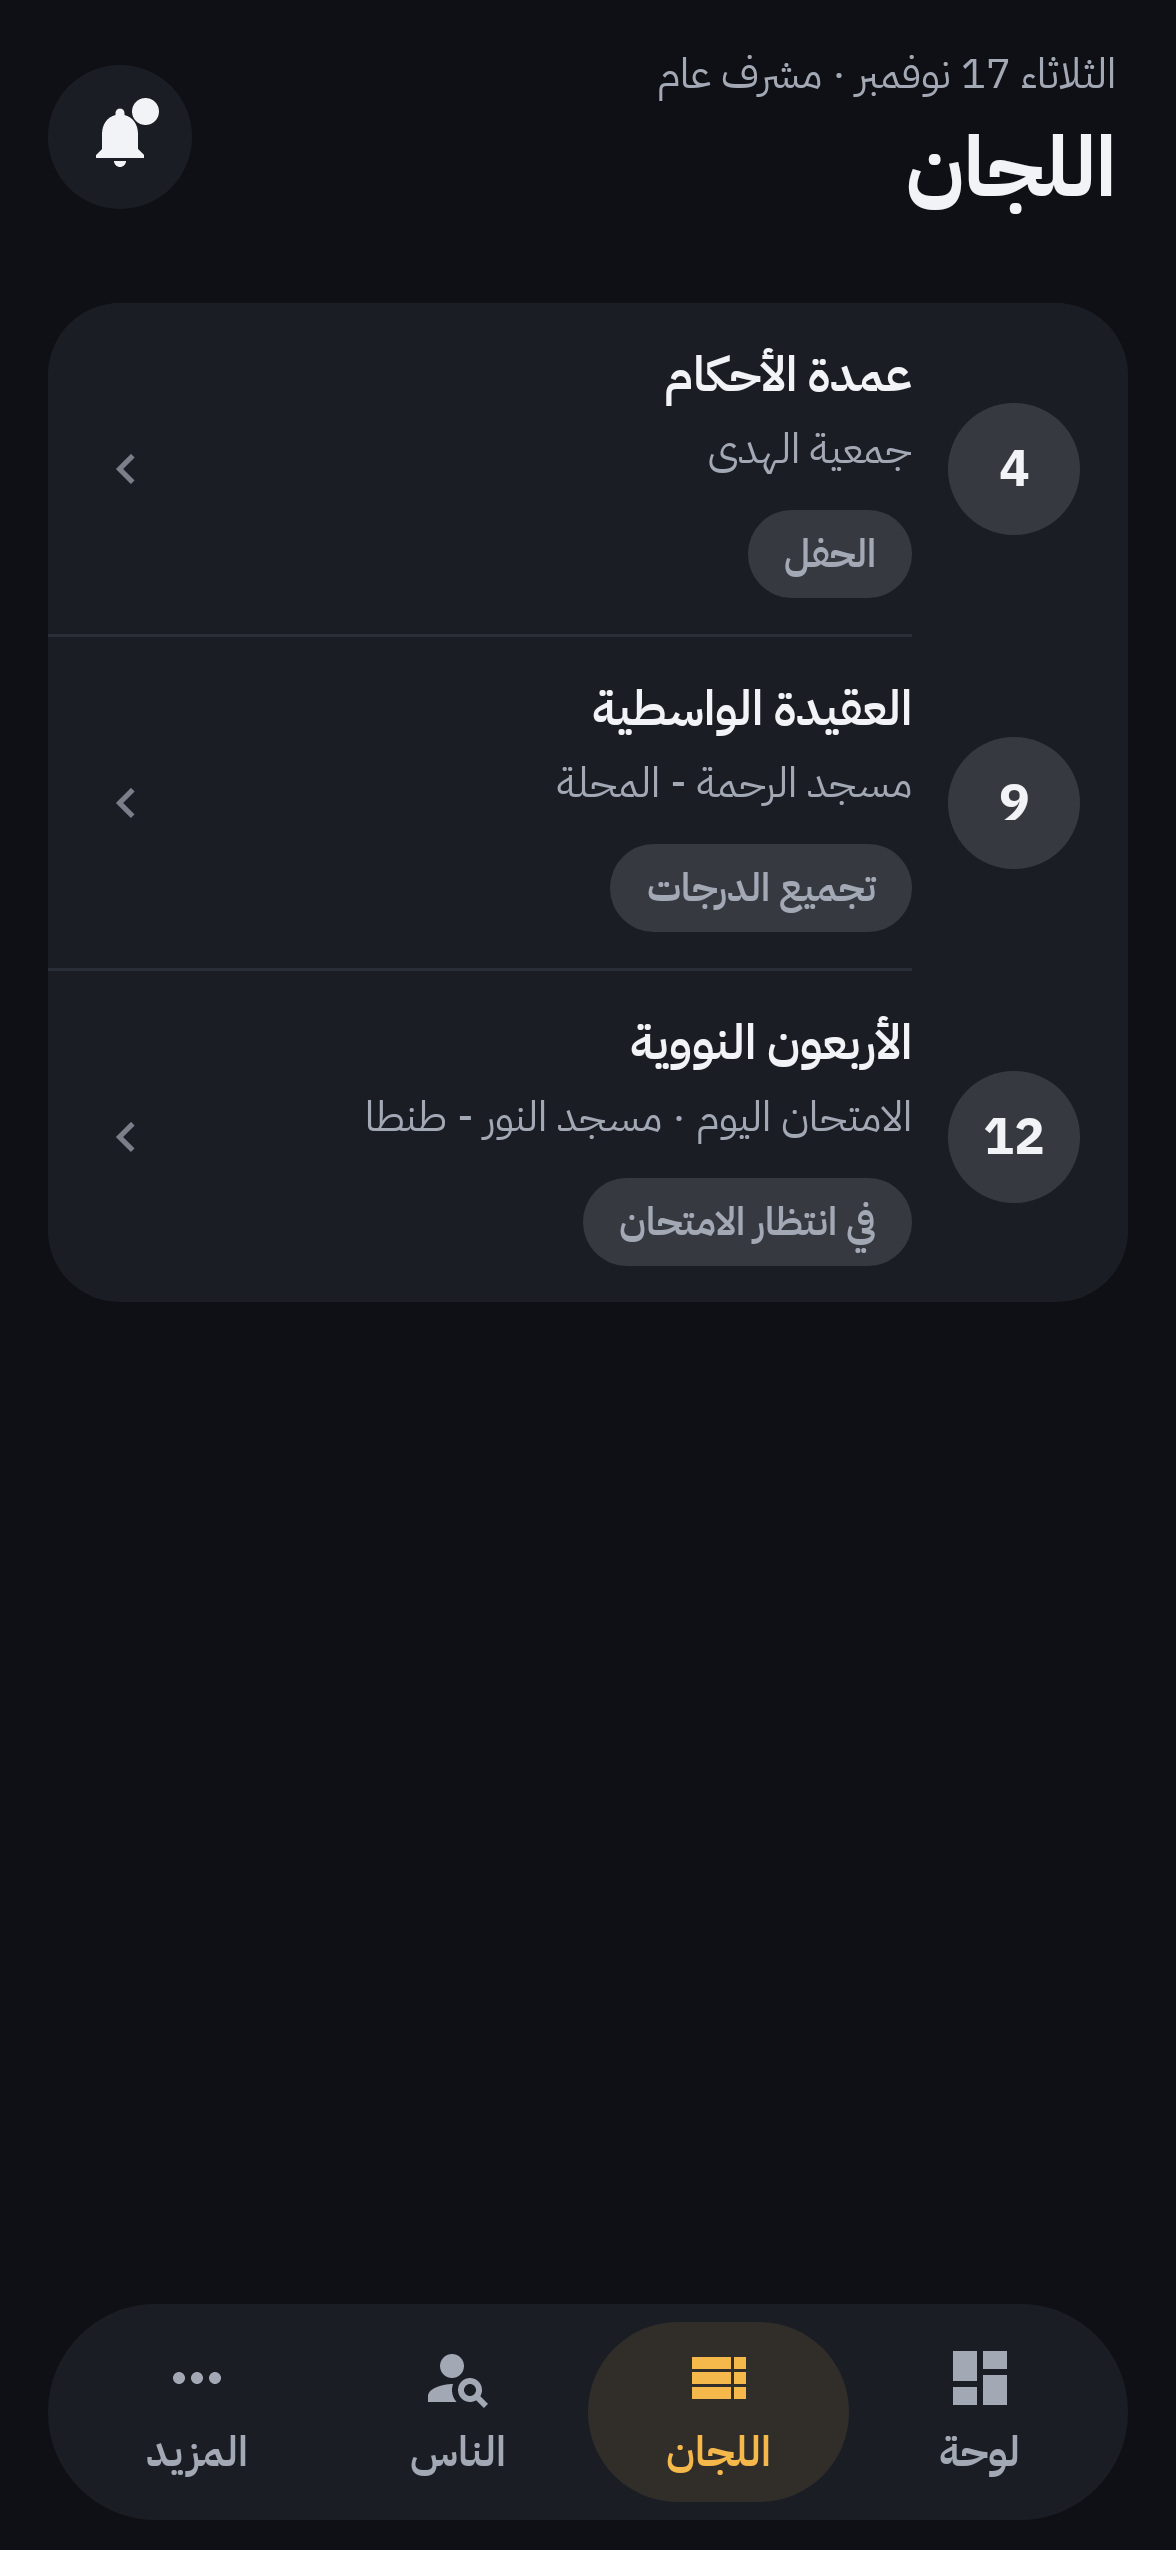 الثلاثاء 17 نوفمبر · مشرف عام
اللجان
4
عمدة الأحكام
جمعية الهدى
الحفل
9
العقيدة الواسطية
مسجد الرحمة - المحلة
تجميع الدرجات
12
الأربعون النووية
الامتحان اليوم · مسجد النور - طنطا
في انتظار الامتحان
لوحة
اللجان
الناس
المزيد